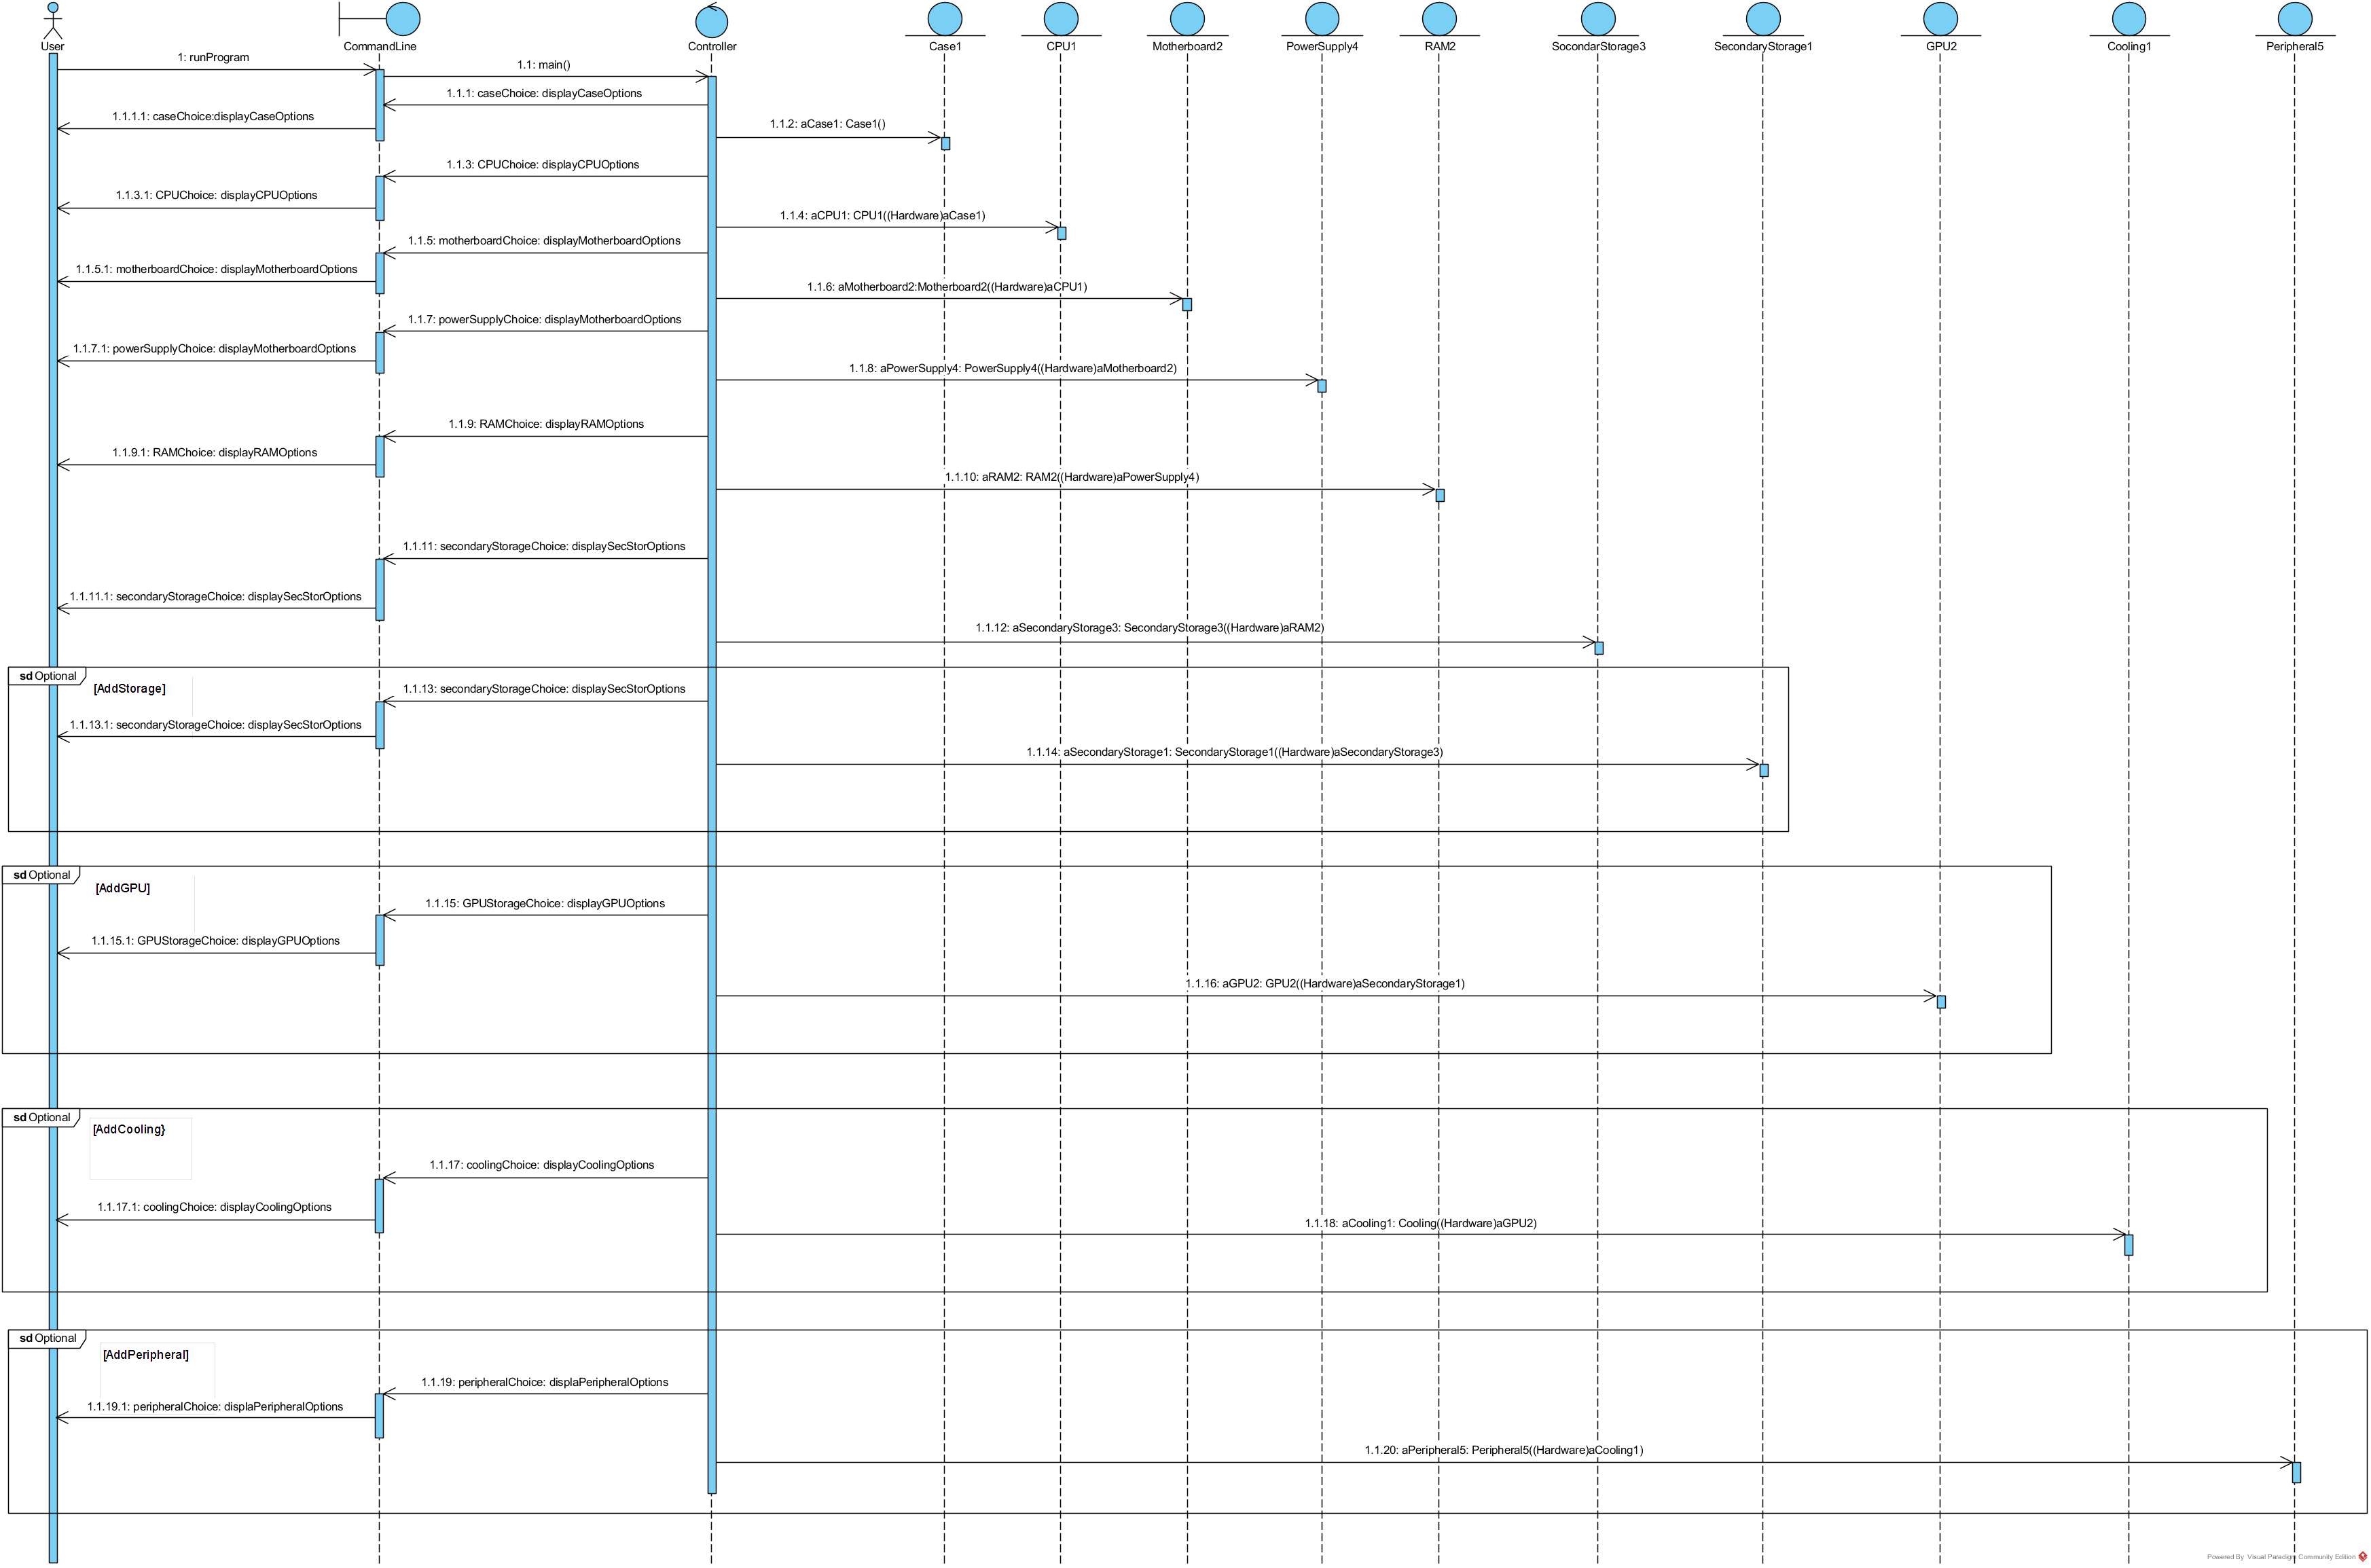 User
CommandLine
Controller
Case1
CPU1
Motherboard2
PowerSupply4
RAM2
SocondarStorage3
SecondaryStorage1
GPU2
Cooling1
Peripheral5
1: runProgram
1.1: main()
1.1.1: caseChoice: displayCaseOptions
1.1.1.1: caseChoice:displayCaseOptions
1.1.2: aCase1: Case1()
1.1.3: CPUChoice: displayCPUOptions
1.1.3.1: CPUChoice: displayCPUOptions
1.1.4: aCPU1: CPU1((Hardware)aCase1)
1.1.5: motherboardChoice: displayMotherboardOptions
1.1.5.1: motherboardChoice: displayMotherboardOptions
1.1.6: aMotherboard2:Motherboard2((Hardware)aCPU1)
1.1.7: powerSupplyChoice: displayMotherboardOptions
1.1.7.1: powerSupplyChoice: displayMotherboardOptions
1.1.8: aPowerSupply4: PowerSupply4((Hardware)aMotherboard2)
1.1.9: RAMChoice: displayRAMOptions
1.1.9.1: RAMChoice: displayRAMOptions
1.1.10: aRAM2: RAM2((Hardware)aPowerSupply4)
1.1.11: secondaryStorageChoice: displaySecStorOptions
1.1.11.1: secondaryStorageChoice: displaySecStorOptions
1.1.12: aSecondaryStorage3: SecondaryStorage3((Hardware)aRAM2)
sd Optional
[AddStorage]
1.1.13: secondaryStorageChoice: displaySecStorOptions
1.1.13.1: secondaryStorageChoice: displaySecStorOptions
1.1.14: aSecondaryStorage1: SecondaryStorage1((Hardware)aSecondaryStorage3)
sd Optional
[AddGPU]
1.1.15: GPUStorageChoice: displayGPUOptions
1.1.15.1: GPUStorageChoice: displayGPUOptions
1.1.16: aGPU2: GPU2((Hardware)aSecondaryStorage1)
sd Optional
[AddCooling}
1.1.17: coolingChoice: displayCoolingOptions
1.1.17.1: coolingChoice: displayCoolingOptions
1.1.18: aCooling1: Cooling((Hardware)aGPU2)
sd Optional
[AddPeripheral]
1.1.19: peripheralChoice: displaPeripheralOptions
1.1.19.1: peripheralChoice: displaPeripheralOptions
1.1.20: aPeripheral5: Peripheral5((Hardware)aCooling1)
Powered By Visual Paradigm Community Edition